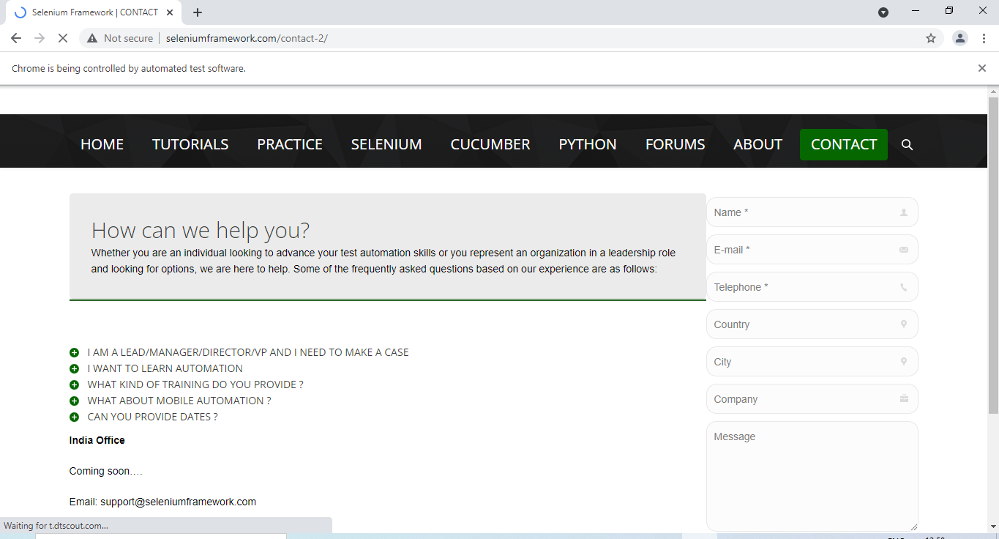 Selenium Framework | CONTACT
Not secure
seleniumframework.com/contact-2/
Chrome is being controlled by automated test software.
HOME TUTORIALS PRACTICE SELENIUM CUCUMBER PYTHON FORUMS ABOUT CONTACT
How can we help you?
Whether you are an individual looking to advance your test automation skills or you represent an organization in a leadership role
and looking for options, we are here to help. Some of the frequently asked questions based on our experience are as follows:
I AM A LEAD/MANAGER/DIRECTOR/VP AND I NEED TO MAKE A CASE
I WANT TO LEARN AUTOMATION
WHAT KIND OF TRAINING DO YOU PROVIDE ?
WHAT ABOUT MOBILE AUTOMATION ?
CAN YOU PROVIDE DATES ?
India Office
Coming soon….
Email: support@seleniumframework.com
Name *
E-mail *
Telephone *
Country
City
Company
Message
Waiting for t.dtscout.com...